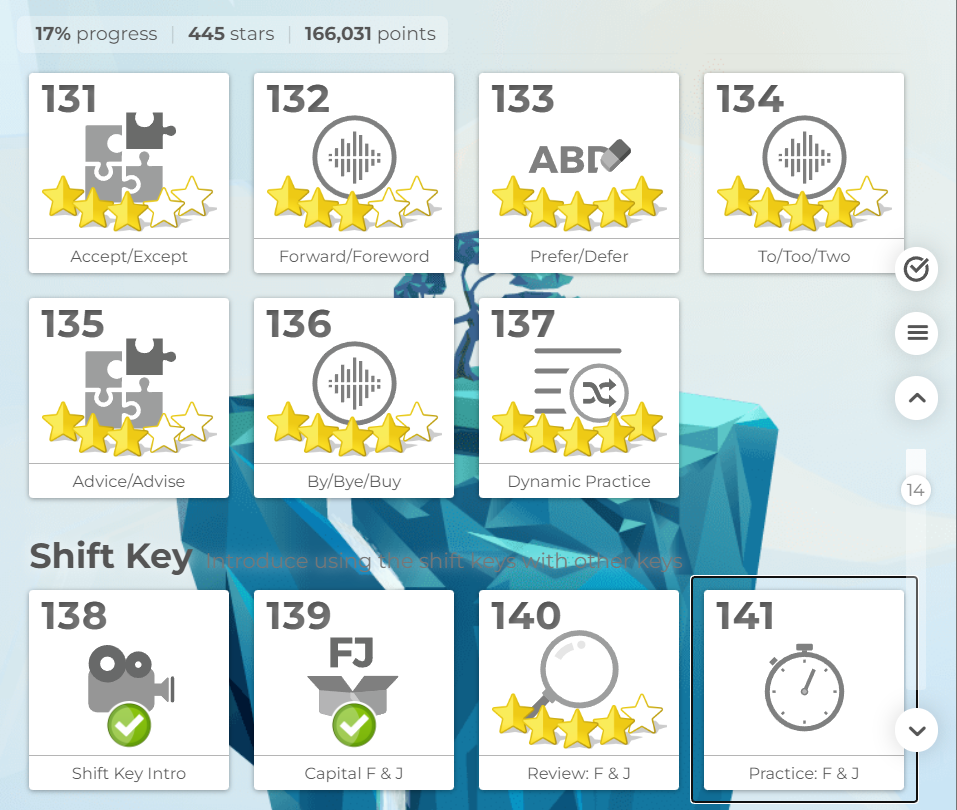 17% progress | 445 stars | 166,031 points
131
132
133
134
ABD
Accept/Except
Forward/Foreword
Prefer/Defer
To/Too/Two
135
136
137
Advice/Advise
By/Bye/Buy
Dynamic Practice
14
Shift Key Introduce using the shift keys with other keys
138
139
140
141
FJ
Shift Key Intro
Capital F & J
Review: F & J
Practice: F & J